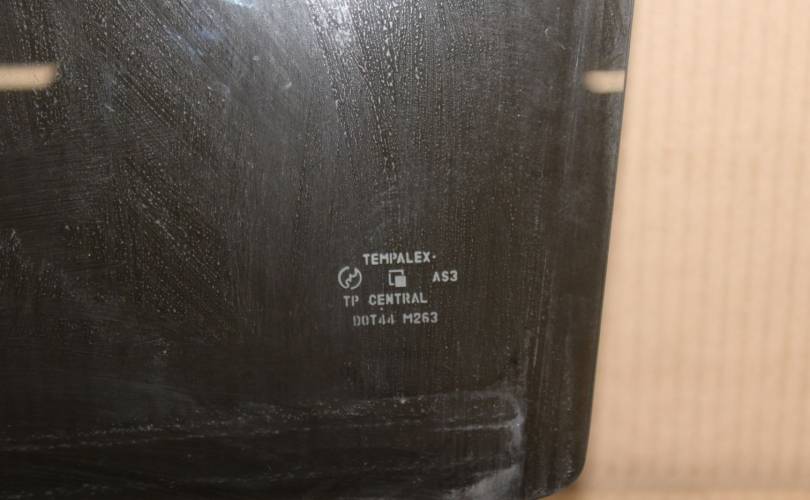 TEMPALEX·
AS3
TP CENTRAL
DOT44 M263